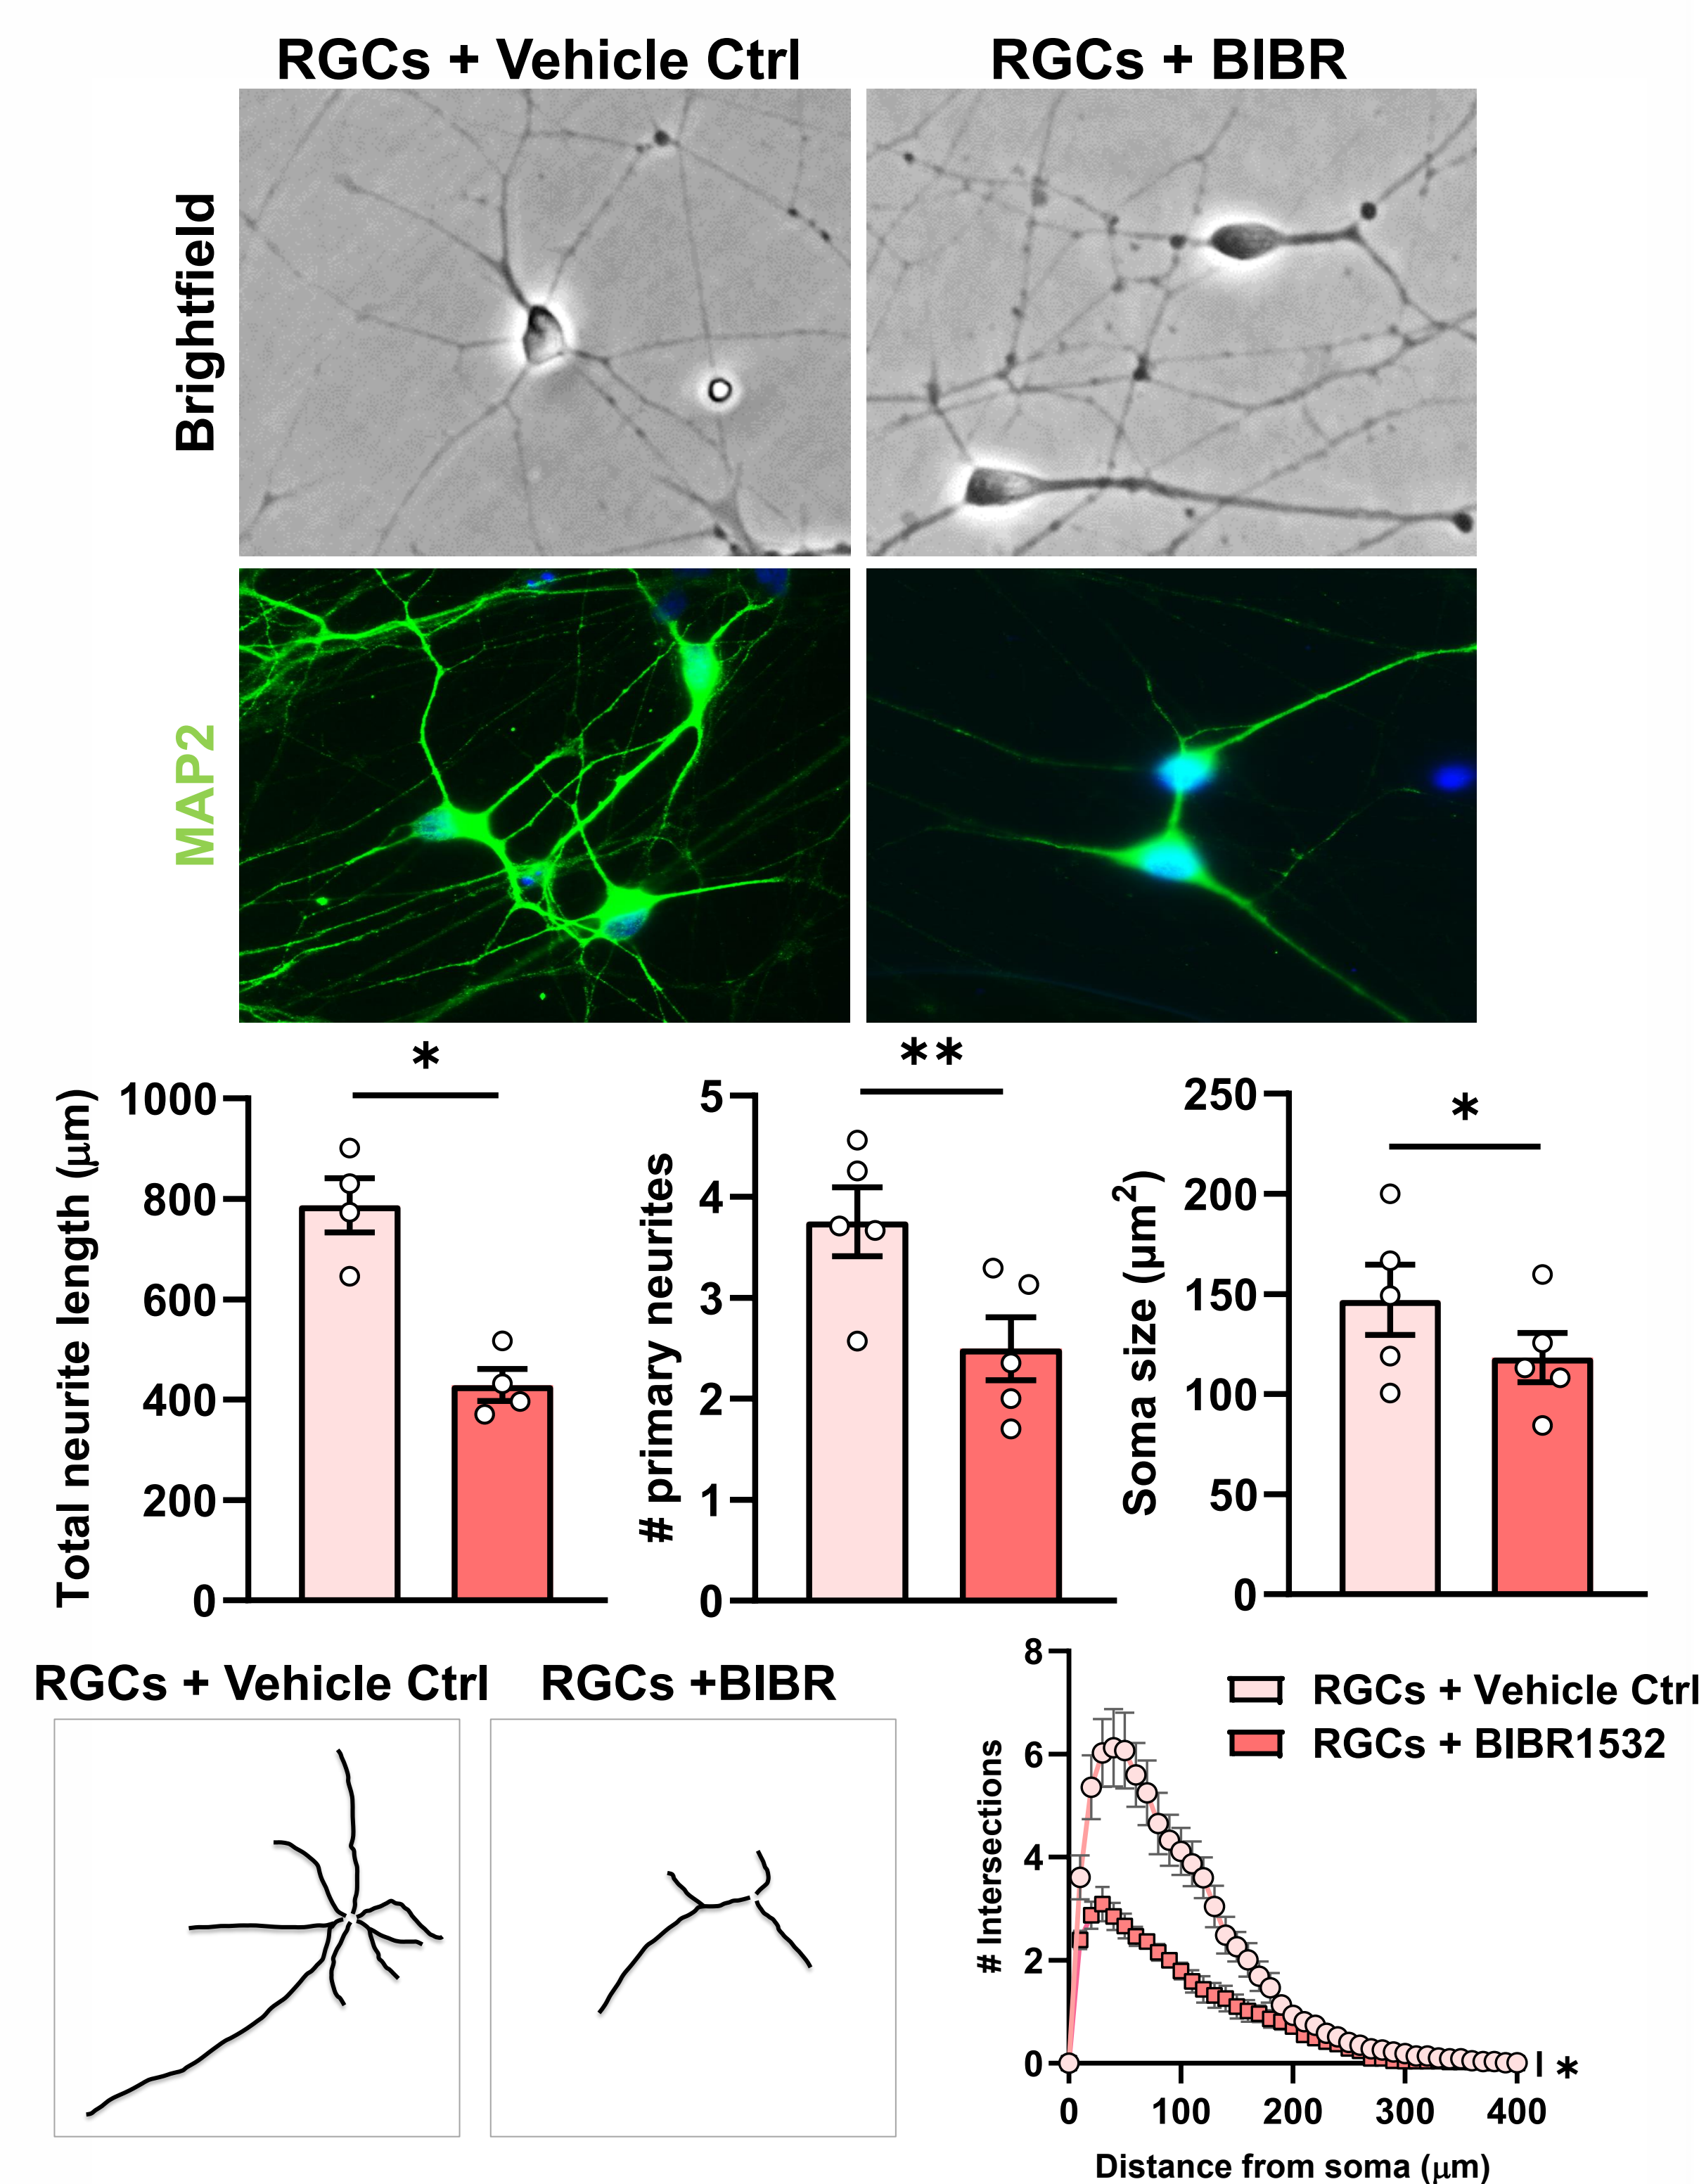 RGCs + Vehicle Ctrl
RGCs + BIBR
Brightfield
MAP2
Total neurite length (μm)
1000
800
600
400
200
0
*
# primary neurites
5
4
3
2
1
0
**
Soma size (μm²)
250
200
150
100
50
0
*
RGCs + Vehicle Ctrl
RGCs +BIBR
# Intersections
8
6
4
2
0
0 100 200 300 400
Distance from soma (μm)
RGCs + Vehicle Ctrl
RGCs + BIBR1532
*